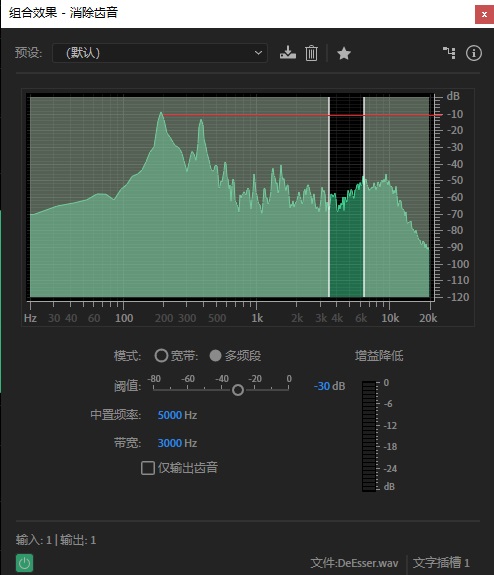 组合效果 - 消除齿音
x
预设: （默认）
dB
-10
-20
-30
-40
-50
-60
-70
-80
-90
-100
-110
-120
Hz 30 40 60 100 200 300 500 1k 2k 3k 4k 6k 10k 20k
模式: 宽带: 多频段 增益降低
阈值: -80 -60 -40 -20 0 -30 dB
中置频率: 5000 Hz
带宽: 3000 Hz
仅输出齿音
0
-6
-12
-18
-24
dB
输入: 1 | 输出: 1
文件:DeEsser.wav 文字插槽 1